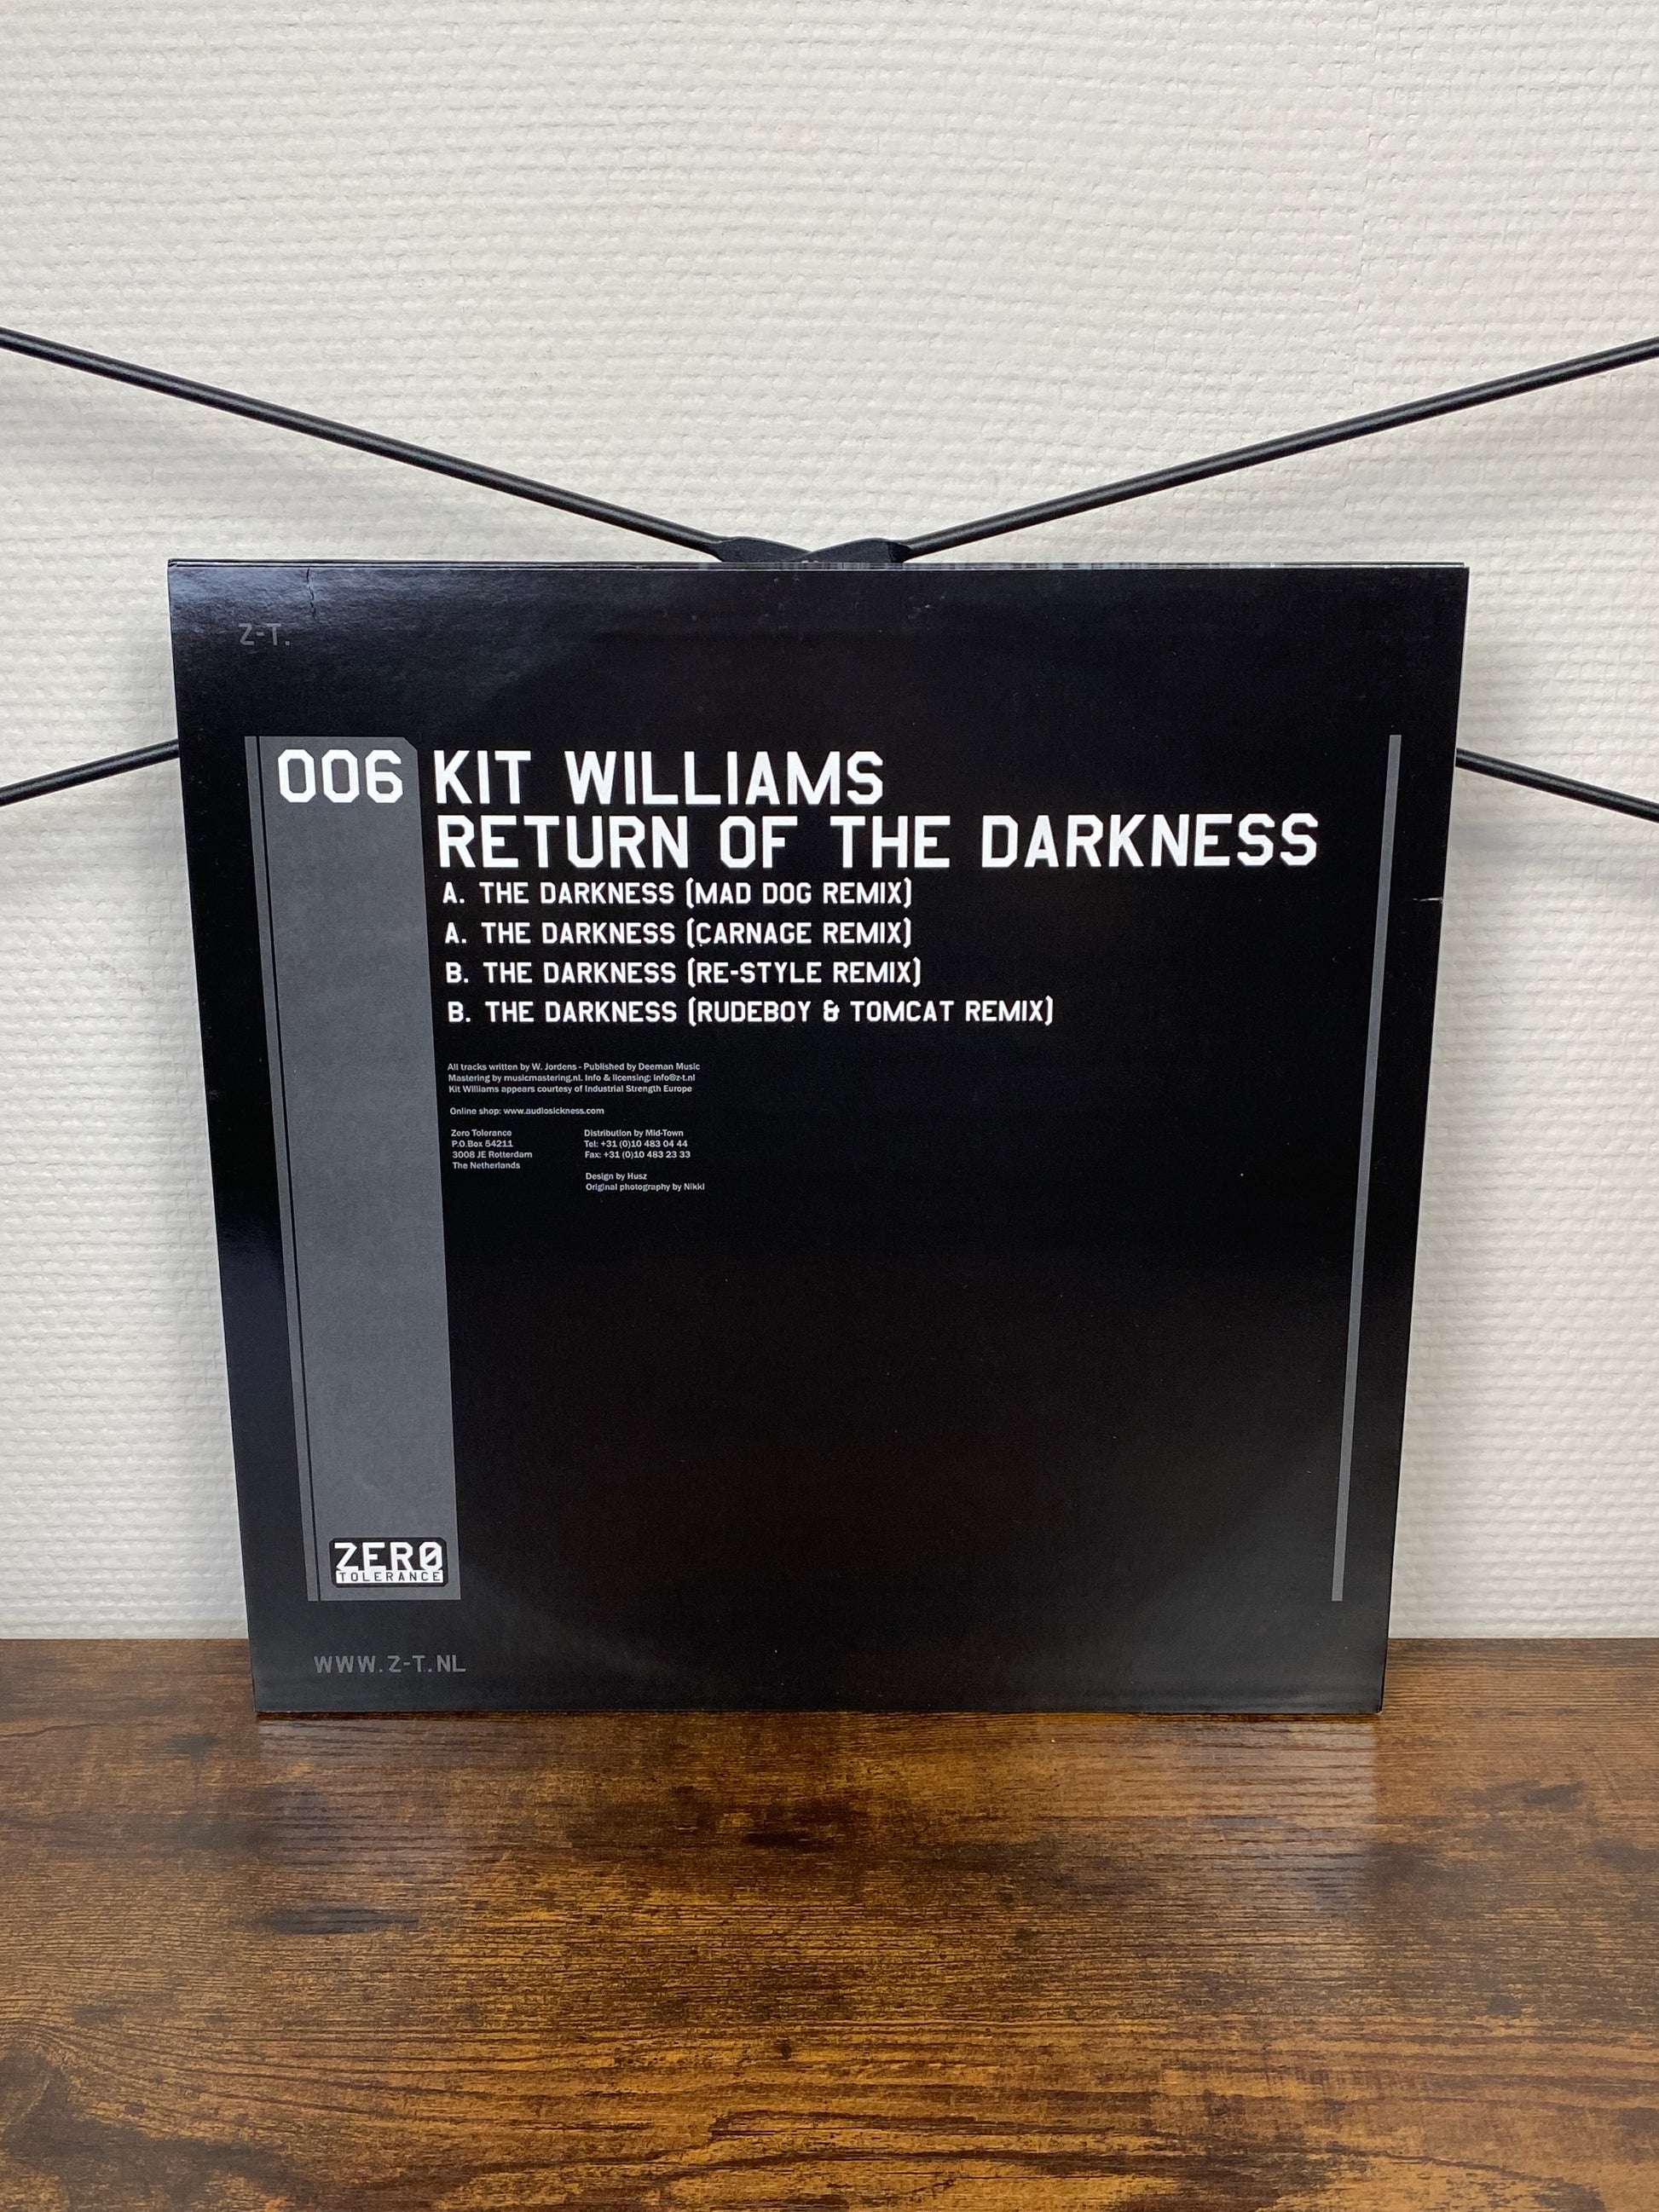 Z-T.
006 KIT WILLIAMS
RETURN OF THE DARKNESS
A. THE DARKNESS (MAD DOG REMIX)
A. THE DARKNESS (CARNAGE REMIX)
B. THE DARKNESS (RE-STYLE REMIX)
B. THE DARKNESS (RUDEBOY & TOMCAT REMIX)
All tracks written by W. Jordens - Published by Deeman Music
Mastering by musicmastering.nl. Info & licensing: info@z-t.nl
Kit Williams appears courtesy of Industrial Strength Europe
Online shop: www.audiosickness.com
Zero Tolerance
P.O.Box 54211
3008 JE Rotterdam
The Netherlands
Distribution by Mid-Town
Tel: +31 (0)10 483 04 44
Fax: +31 (0)10 483 23 33
Design by Husz
Original photography by Nikki
ZERØ
TOLERANCE
WWW.Z-T.NL